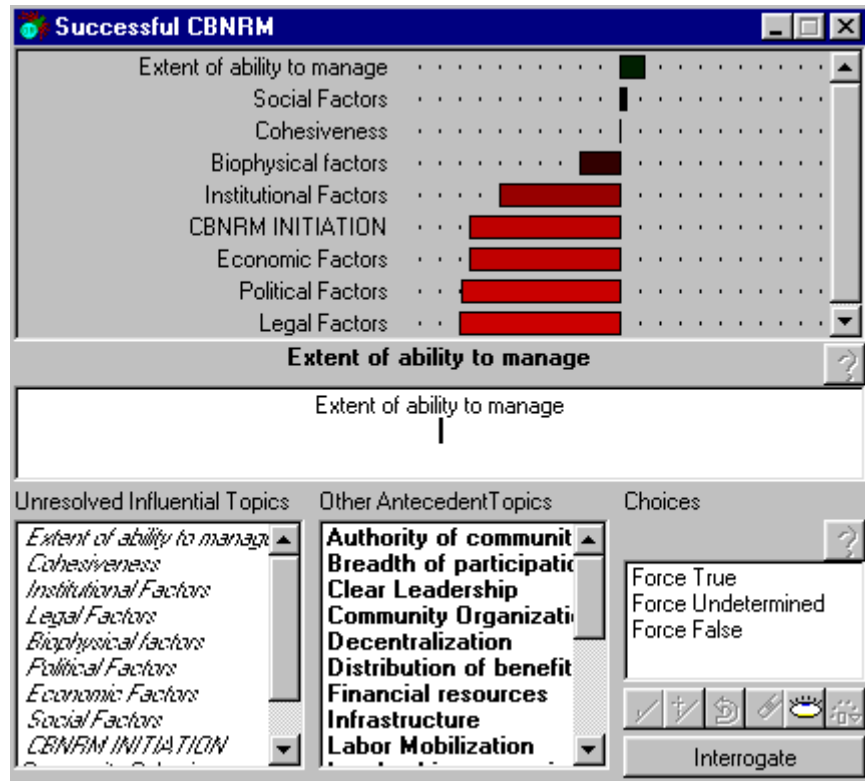 Successful CBNRM
Extent of ability to manage
Social Factors
Cohesiveness
Biophysical factors
Institutional Factors
CBNRM INITIATION
Economic Factors
Political Factors
Legal Factors
Extent of ability to manage
?
Extent of ability to manage
Unresolved Influential Topics
Extent of ability to manage
Cohesiveness
Institutional Factors
Legal Factors
Biophysical factors
Political Factors
Economic Factors
Social Factors
CBNRM INITIATION
Other AntecedentTopics
Authority of communit
Breadth of participatic
Clear Leadership
Community Organizati
Decentralization
Distribution of benefit
Financial resources
Infrastructure
Labor Mobilization
Choices
?
Force True
Force Undetermined
Force False
Interrogate